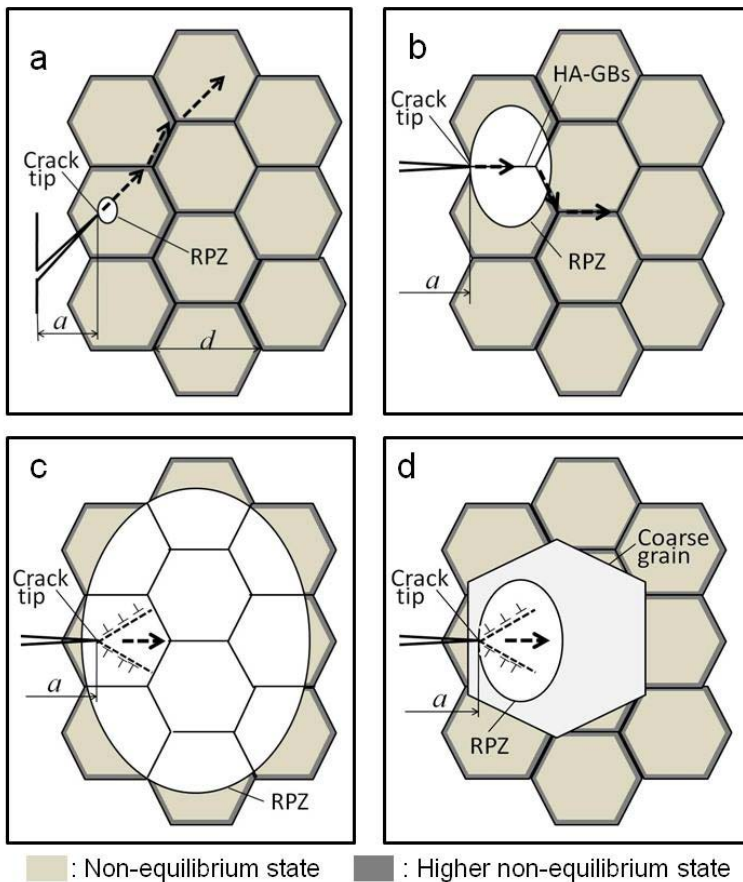 a
Crack
tip
RPZ
a
d
b
HA-GBs
Crack
tip
RPZ
a
c
Crack
tip
a
RPZ
d
Coarse
grain
Crack
tip
a
RPZ
: Non-equilibrium state
: Higher non-equilibrium state